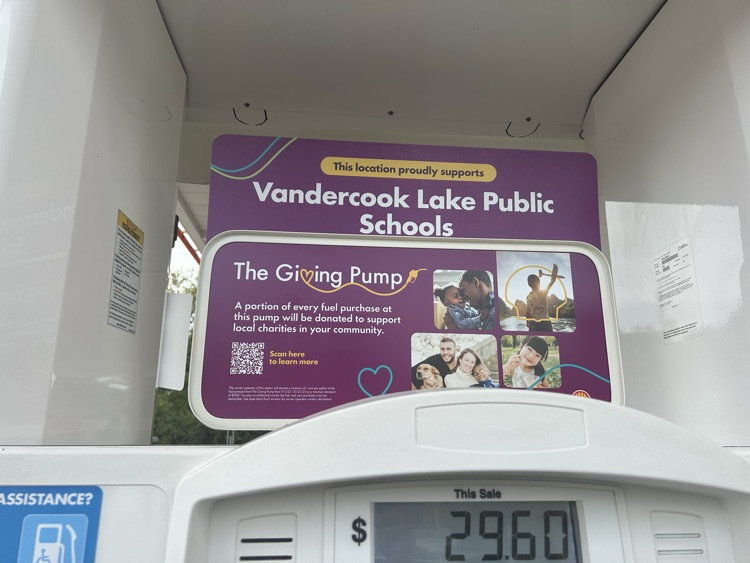 This location proudly supports
Vandercook Lake Public
Schools
The Giving Pump
A portion of every fuel purchase at
this pump will be donated to support
local charities in your community.
Scan here
to learn more
ASSISTANCE?
This Sale
$ 29.60